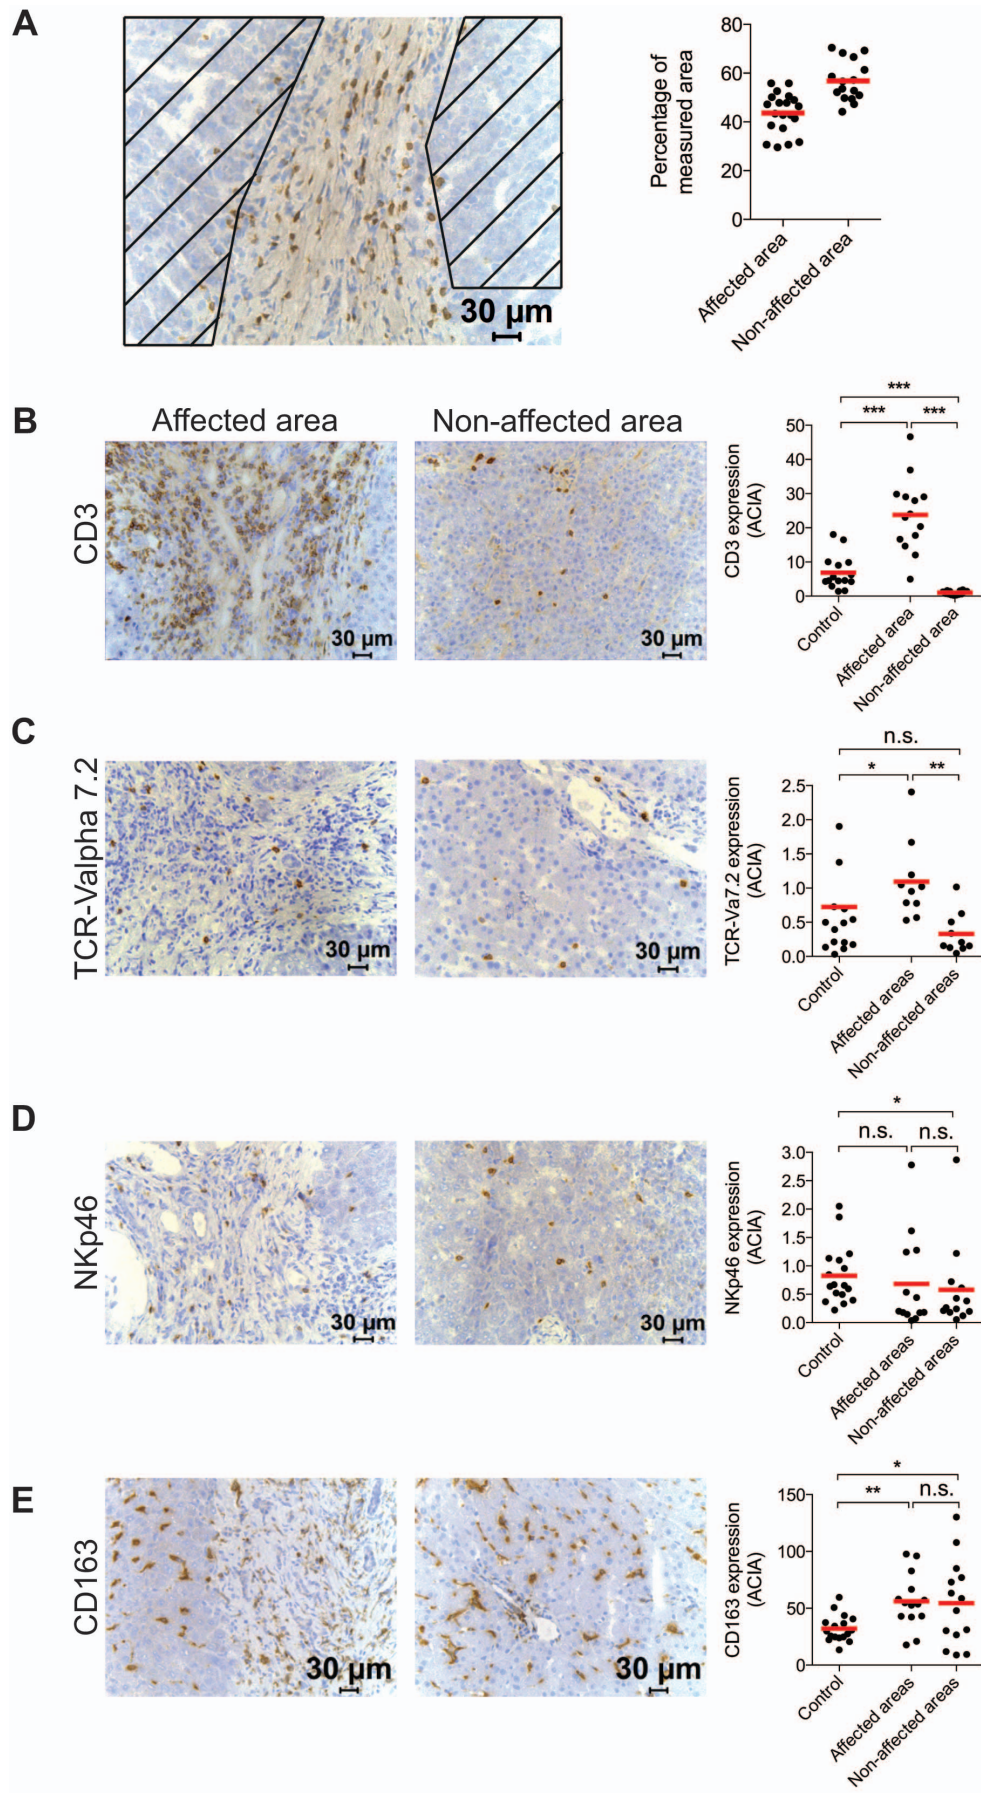 A
30 µm
Percentage of
measured area
80
60
40
20
0
Affected area
Non-affected area
B
Affected area
Non-affected area
CD3
30 µm
30 µm
CD3 expression
(ACIA)
***
***
***
50
40
30
20
10
0
Control
Affected area
Non-affected area
C
TCR-Valpha 7.2
30 µm
30 µm
TCR-Va7.2 expression
(ACIA)
n.s.
*
**
2.5
2.0
1.5
1.0
0.5
0.0
Control
Affected areas
Non-affected areas
D
NKp46
30 µm
30 µm
NKp46 expression
(ACIA)
*
n.s.
n.s.
3.0
2.5
2.0
1.5
1.0
0.5
0.0
Control
Affected areas
Non-affected areas
E
CD163
30 µm
30 µm
CD163 expression
(ACIA)
*
**
n.s.
150
100
50
0
Control
Affected areas
Non-affected areas